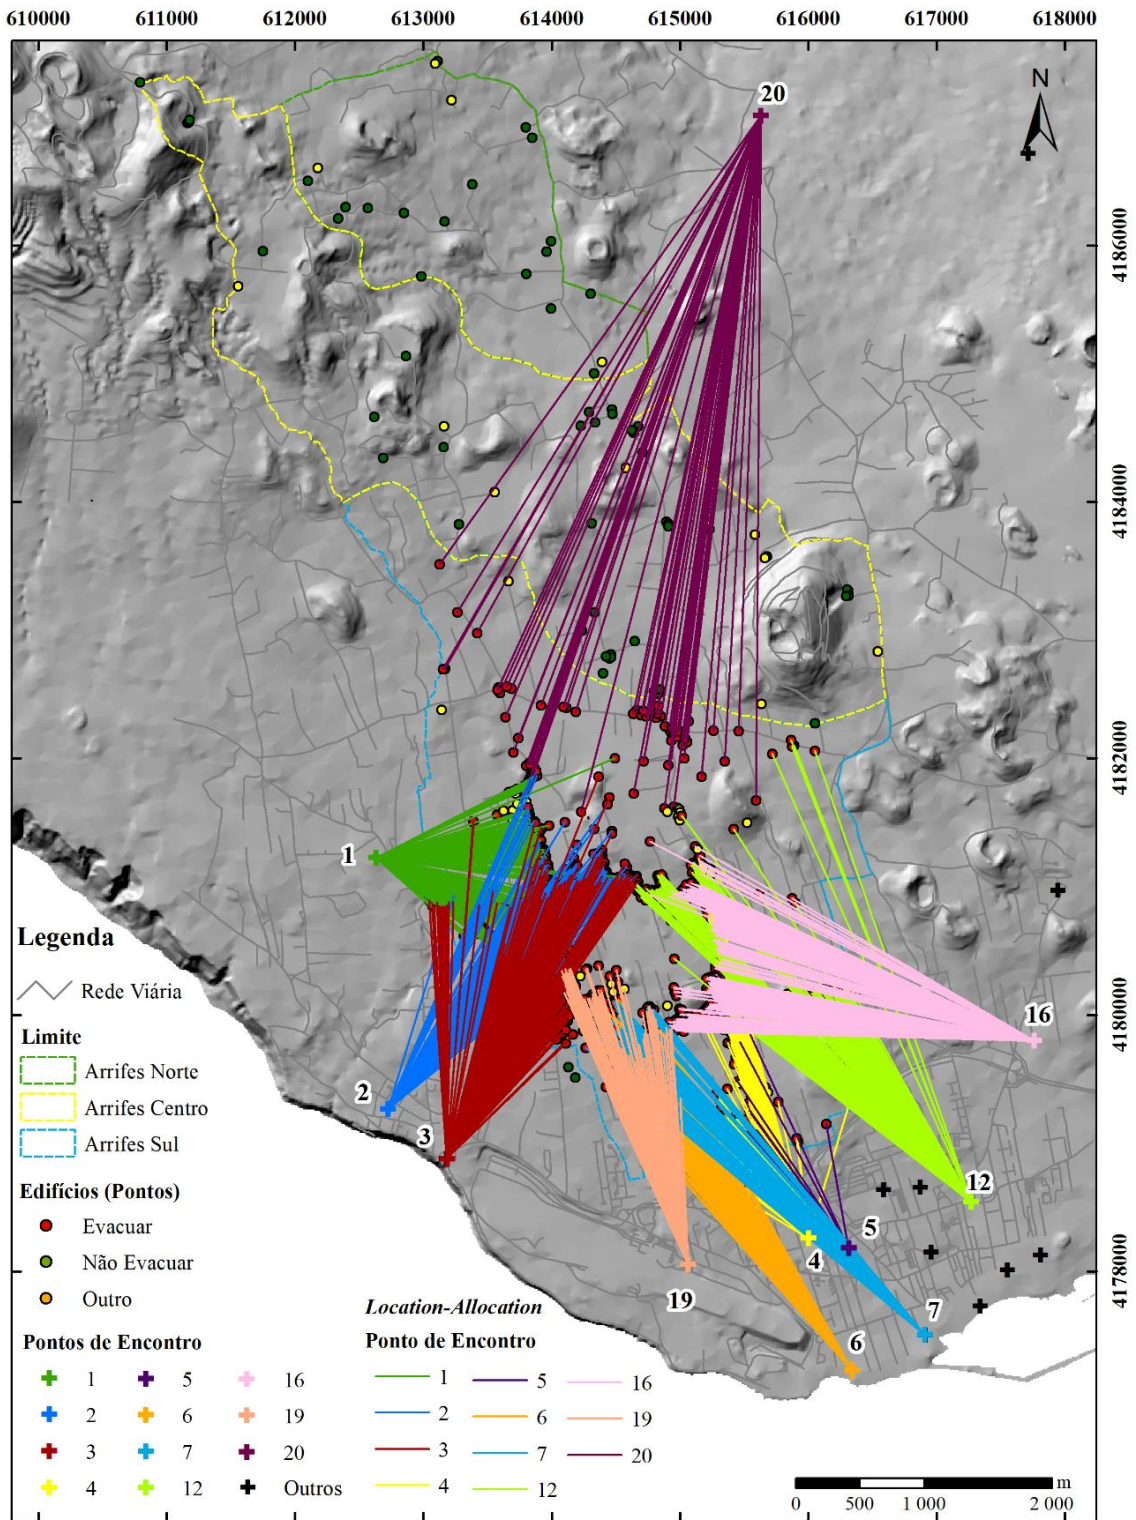 610000 611000 612000 613000 614000 615000 616000 617000 618000
20
N
4186000
4184000
4182000
1
Legenda
Rede Viária
4180000
16
Limite
Arrifes Norte
Arrifes Centro
Arrifes Sul
2
3
12
Edifícios (Pontos)
Evacuar
Não Evacuar
Outro
5
4
4178000
19
7
6
Pontos de Encontro
1 5 16
2 6 19
3 7 20
4 12 Outros
Location-Allocation
Ponto de Encontro
1 5 16
2 6 19
3 7 20
4 12
m
0 500 1 000 2 000